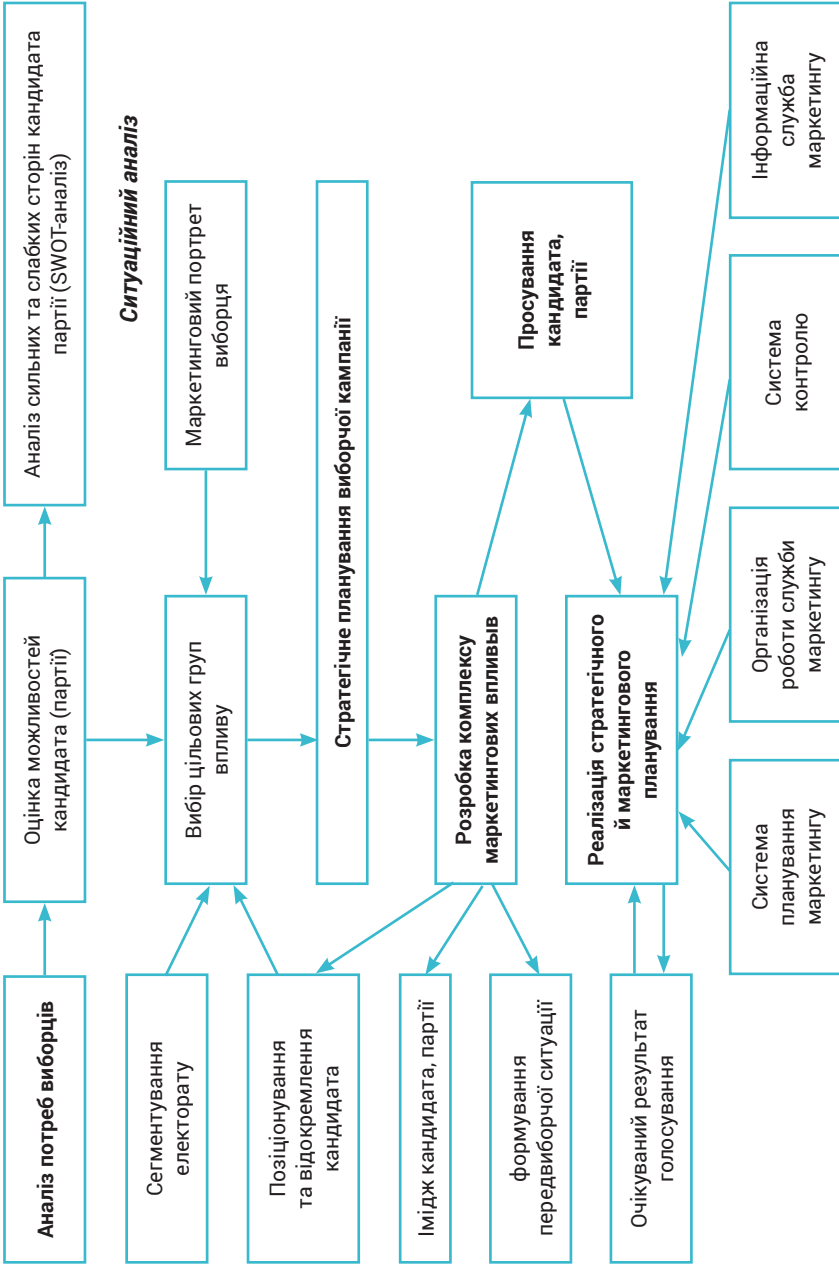 Аналіз потреб виборців
Оцінка можливостей
кандидата (партії)
Аналіз сильних та слабких сторін кандидата
партії (SWOT-аналіз)
Ситуаційний аналіз
Сегментування
електорату
Вибір цільових груп
впливу
Маркетинговий портрет
виборця
Позиціонування
та відокремлення
кандидата
Стратегічне планування виборчої кампанії
Імідж кандидата, партії
Розробка комплексу
маркетингових впливыв
Просування
кандидата,
партії
формування
передвиборчої ситуації
Очікуваний результат
голосування
Реалізація стратегічного
й маркетингового
планування
Система
планування
маркетингу
Організація
роботи служби
маркетингу
Система
контролю
Інформаційна
служба
маркетингу